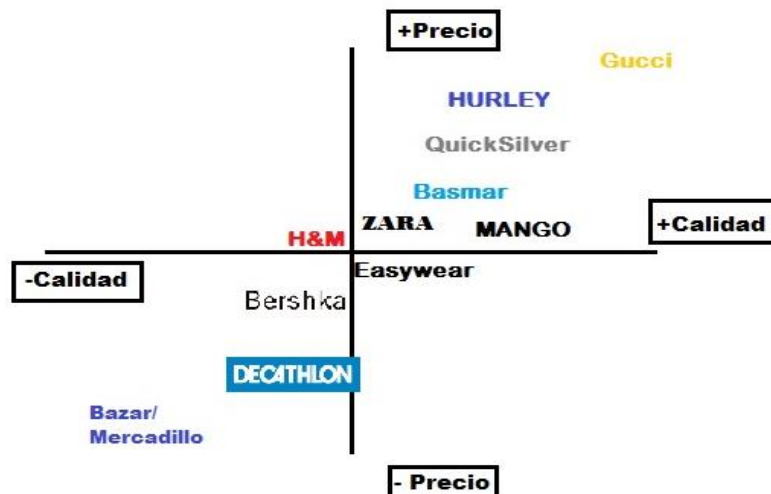 +Precio
Gucci
HURLEY
QuickSilver
Basmar
ZARA
MANGO
+Calidad
H&M
-Calidad
Easywear
Bershka
DECATHLON
Bazar/
Mercadillo
- Precio